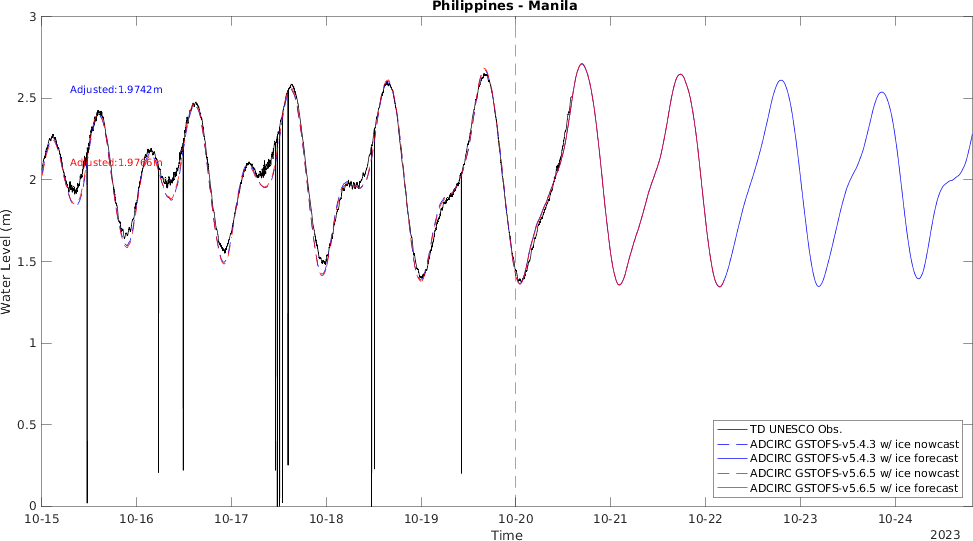 Philippines - Manila
3
2.5
2
1.5
1
0.5
0
Water Level (m)
Adjusted:1.9742m
Adjusted:1.9766m
TD UNESCO Obs.
ADCIRC GSTOFS-v5.4.3 w/ ice nowcast
ADCIRC GSTOFS-v5.4.3 w/ ice forecast
ADCIRC GSTOFS-v5.6.5 w/ ice nowcast
ADCIRC GSTOFS-v5.6.5 w/ ice forecast
10-15 10-16 10-17 10-18 10-19 10-20 10-21 10-22 10-23 10-24
Time
2023